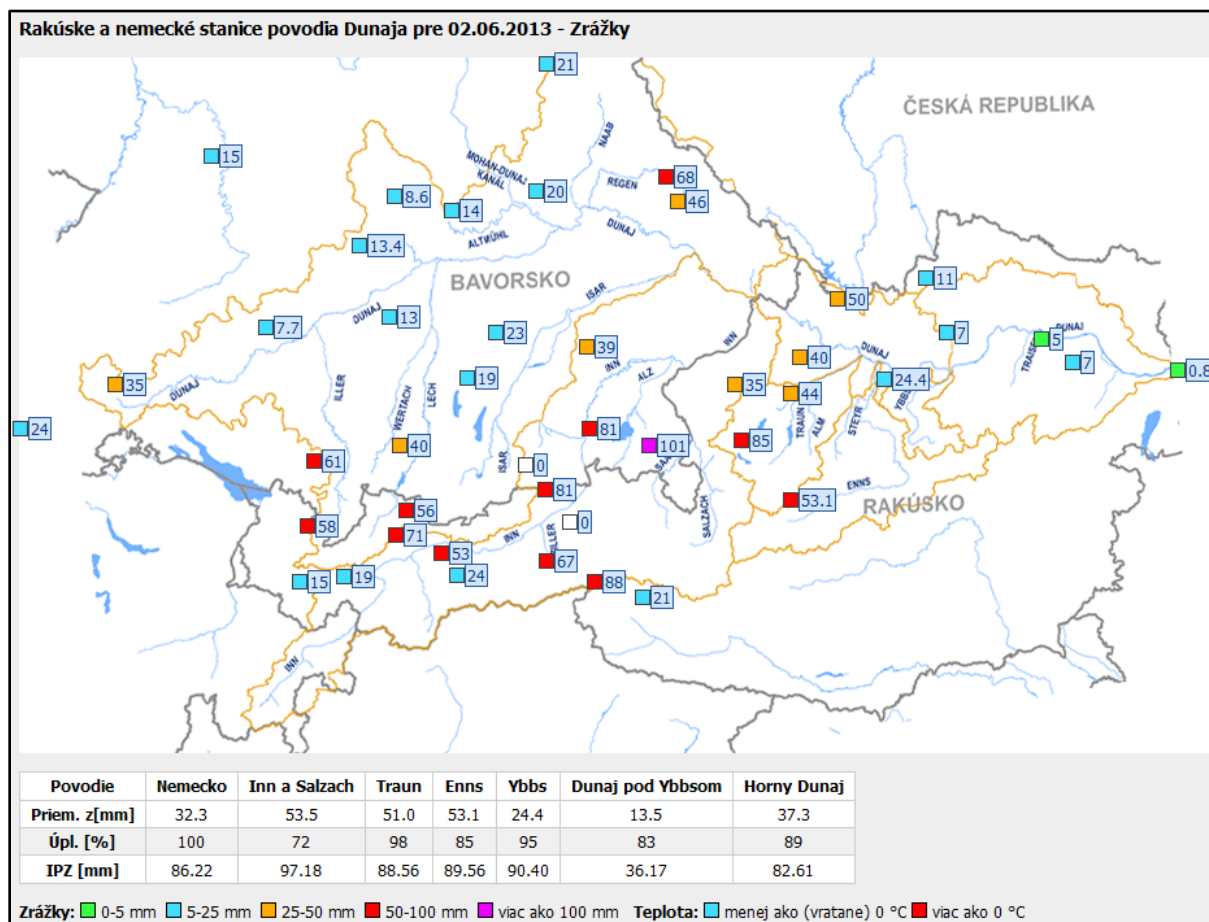 Rakúske a nemecké stanice povodia Dunaja pre 02.06.2013 - Zrážky
21
ČESKÁ REPUBLIKA
15
NAAB
MOHAN-DUNAJ
KANÁL
REGEN
68
8.6
20
46
14
DUNAJ
ALTMÜHL
13.4
BAVORSKO
11
ISAR
50
DUNAJ
13
7.7
23
7
DUNAJ
5
INN
39
DUNAJ
40
7
INN
ALZ
0.8
19
24.4
35
35
44
DUNAJ
ILLER
WERTACH
LECH
TRAUN
ALM
STEYR
24
81
85
40
101
61
ISAR
0
81
ENNS
53.1
RAKÚSKO
56
SALZACH
58
0
71
INN
53
67
15
19
24
88
21
INN
Povodie Nemecko Inn a Salzach Traun Enns Ybbs Dunaj pod Ybbsom Horny Dunaj
Priem. z[mm] 32.3 53.5 51.0 53.1 24.4 13.5 37.3
Úpl. [%] 100 72 98 85 95 83 89
IPZ [mm] 86.22 97.18 88.56 89.56 90.40 36.17 82.61
Zrážky: 0-5 mm 5-25 mm 25-50 mm 50-100 mm viac ako 100 mm Teplota: menej ako (vratane) 0 °C viac ako 0 °C